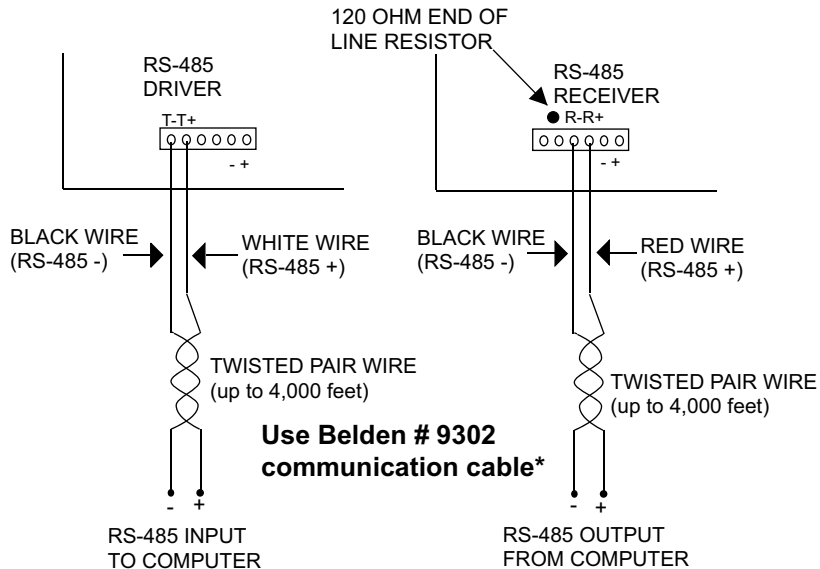 120 OHM END OF
LINE RESISTOR
RS-485
DRIVER
T-T+
- +
RS-485
RECEIVER
R-R+
- +
BLACK WIRE
(RS-485 -)
WHITE WIRE
(RS-485 +)
BLACK WIRE
(RS-485 -)
RED WIRE
(RS-485 +)
TWISTED PAIR WIRE
(up to 4,000 feet)
TWISTED PAIR WIRE
(up to 4,000 feet)
Use Belden # 9302
communication cable*
- +
RS-485 INPUT
TO COMPUTER
- +
RS-485 OUTPUT
FROM COMPUTER